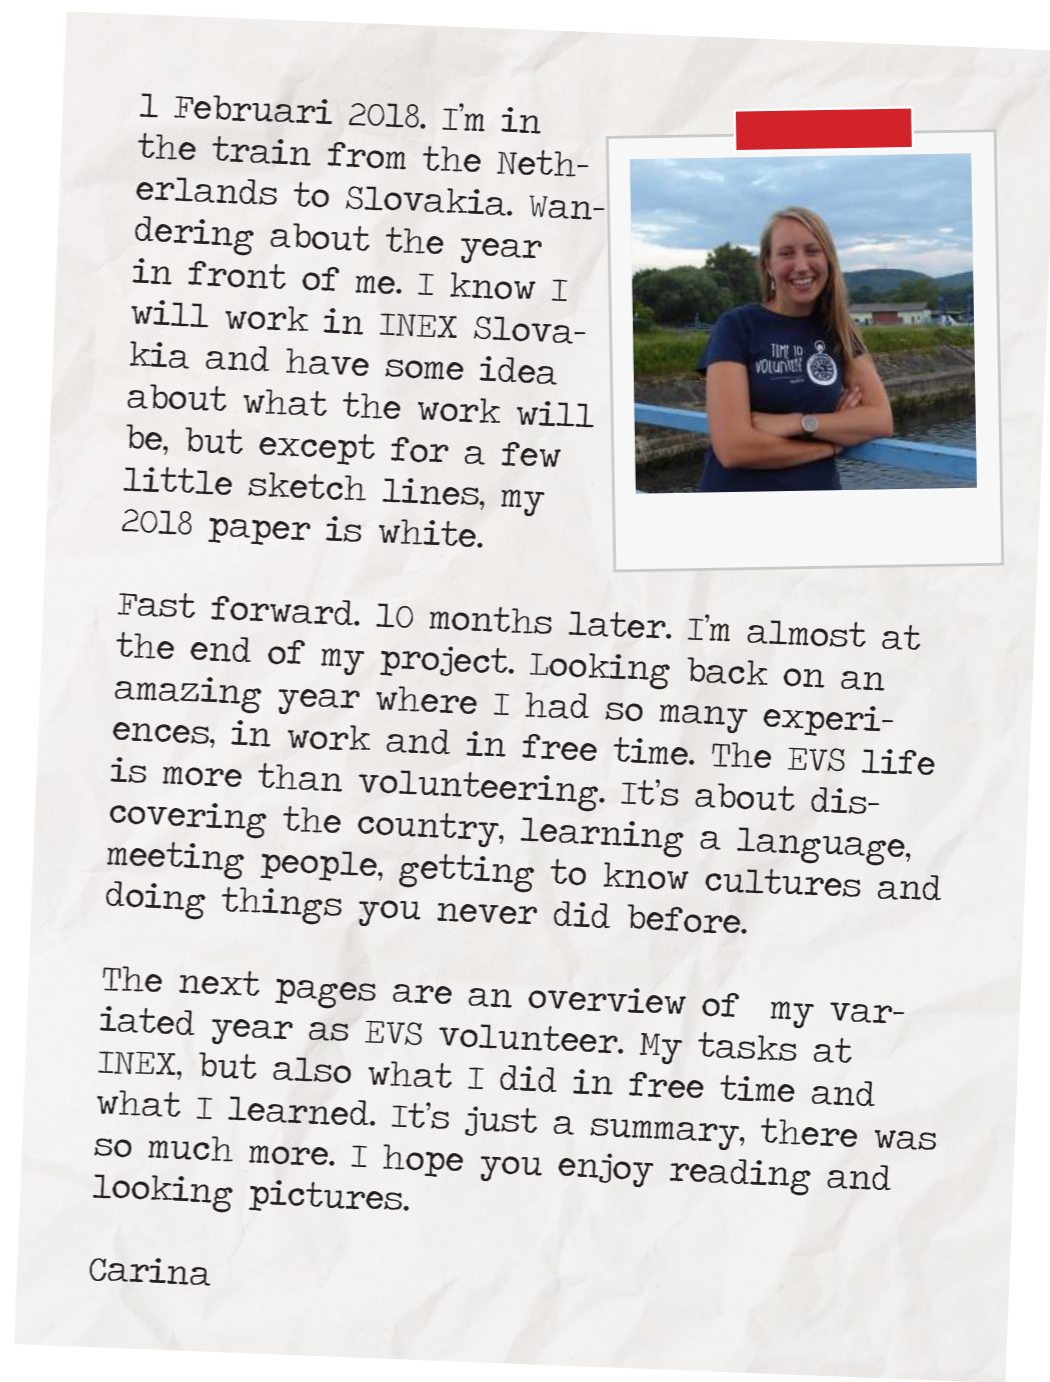 1 Februari 2018. I'm in
the train from the Neth-
erlands to Slovakia. Wan-
dering about the year
in front of me. I know I
will work in INEX Slova-
kia and have some idea
about what the work will
be, but except for a few
little sketch lines, my
2018 paper is white.
TIME TO
VOLUNTEER
Fast forward. 10 months later. I'm almost at
the end of my project. Looking back on an
amazing year where I had so many experi-
ences, in work and in free time. The EVS life
is more than volunteering. It's about dis-
covering the country, learning a language,
meeting people, getting to know cultures and
doing things you never did before.
The next pages are an overview of  my var-
iated year as EVS volunteer. My tasks at
INEX, but also what I did in free time and
what I learned. It's just a summary, there was
so much more. I hope you enjoy reading and
looking pictures.
Carina